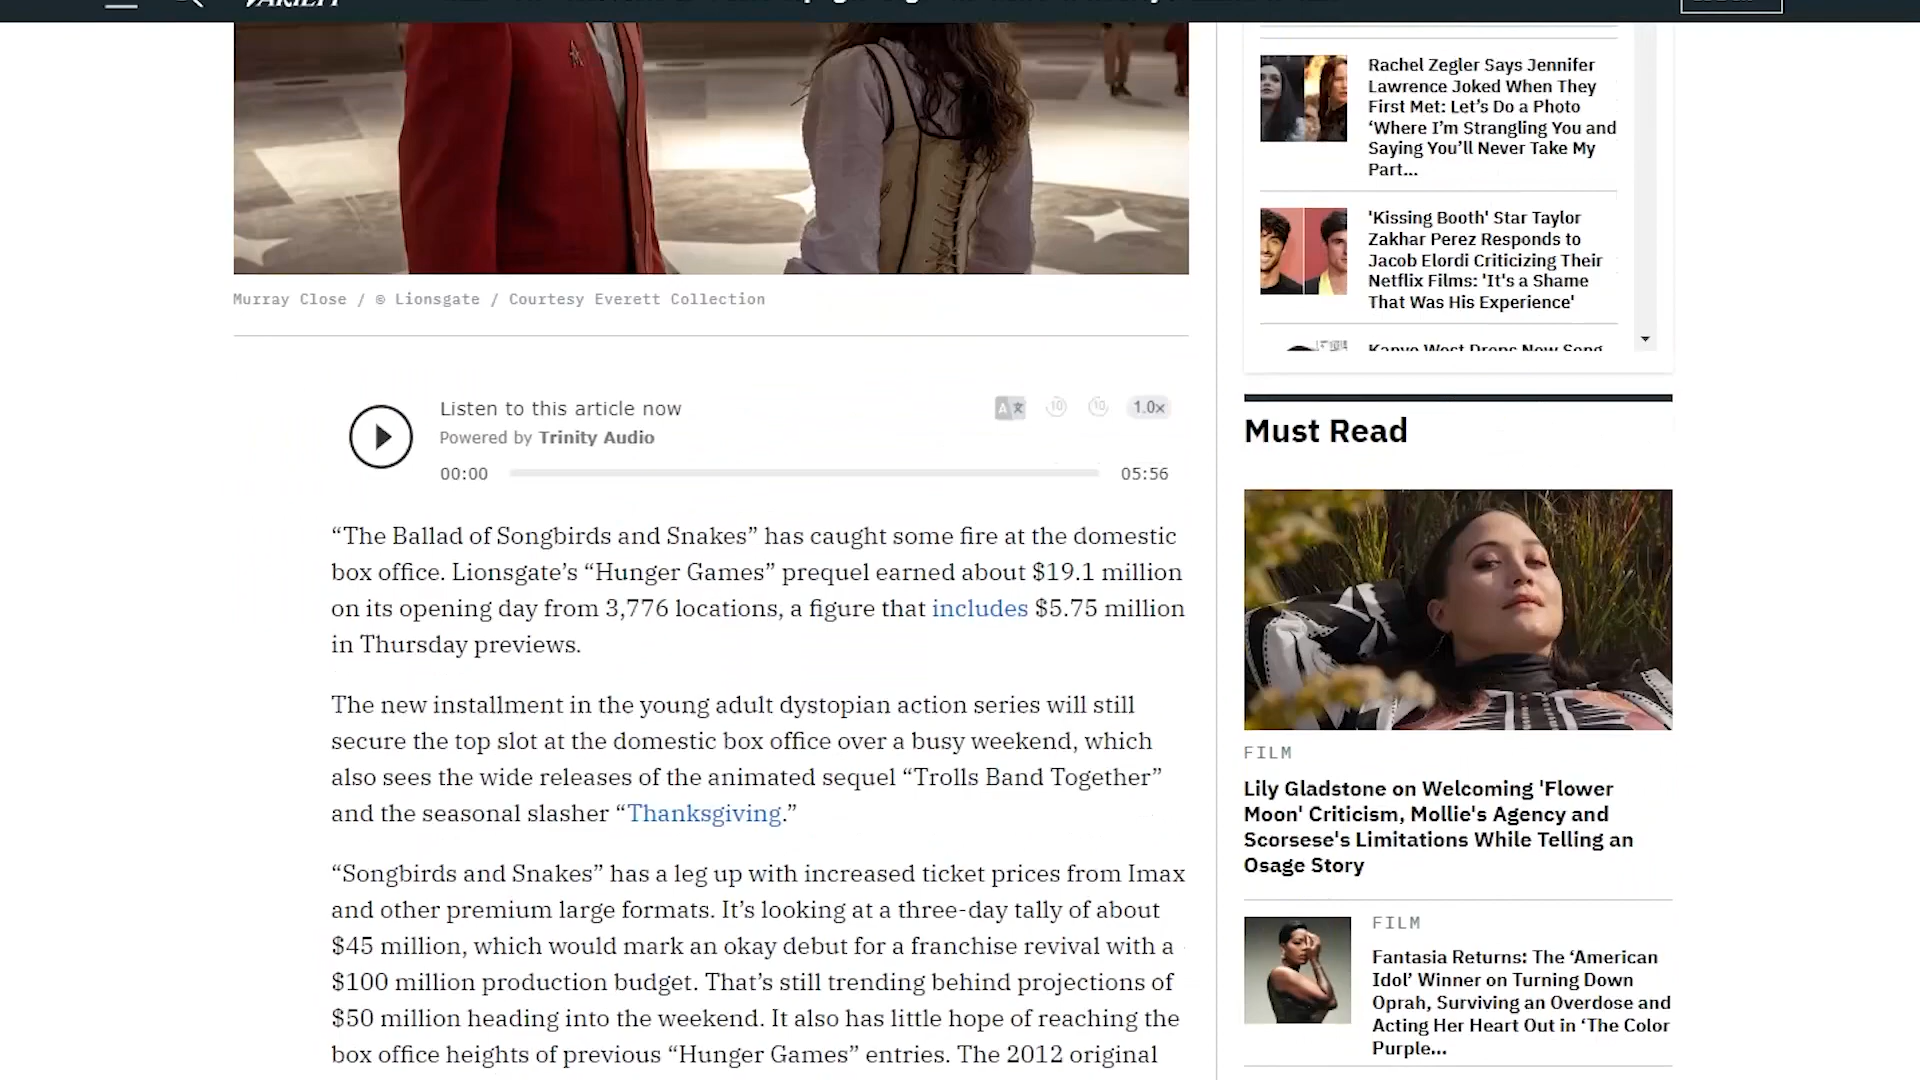 VARIETY
Murray Close / © Lionsgate / Courtesy Everett Collection
Listen to this article now
1.0x
Powered by Trinity Audio
00:00
05:56
“The Ballad of Songbirds and Snakes” has caught some fire at the domestic
box office. Lionsgate’s “Hunger Games” prequel earned about $19.1 million
on its opening day from 3,776 locations, a figure that includes $5.75 million
in Thursday previews.
The new installment in the young adult dystopian action series will still
secure the top slot at the domestic box office over a busy weekend, which
also sees the wide releases of the animated sequel “Trolls Band Together”
and the seasonal slasher “Thanksgiving.”
“Songbirds and Snakes” has a leg up with increased ticket prices from Imax
and other premium large formats. It’s looking at a three-day tally of about
$45 million, which would mark an okay debut for a franchise revival with a
$100 million production budget. That’s still trending behind projections of
$50 million heading into the weekend. It also has little hope of reaching the
box office heights of previous “Hunger Games” entries. The 2012 original
Rachel Zegler Says Jennifer
Lawrence Joked When They
First Met: Let’s Do a Photo
‘Where I’m Strangling You and
Saying You’ll Never Take My
Part...
'Kissing Booth' Star Taylor
Zakhar Perez Responds to
Jacob Elordi Criticizing Their
Netflix Films: 'It's a Shame
That Was His Experience'
Kanye West Drops New Song
Must Read
FILM
Lily Gladstone on Welcoming 'Flower
Moon' Criticism, Mollie's Agency and
Scorsese's Limitations While Telling an
Osage Story
FILM
Fantasia Returns: The ‘American
Idol’ Winner on Turning Down
Oprah, Surviving an Overdose and
Acting Her Heart Out in ‘The Color
Purple...